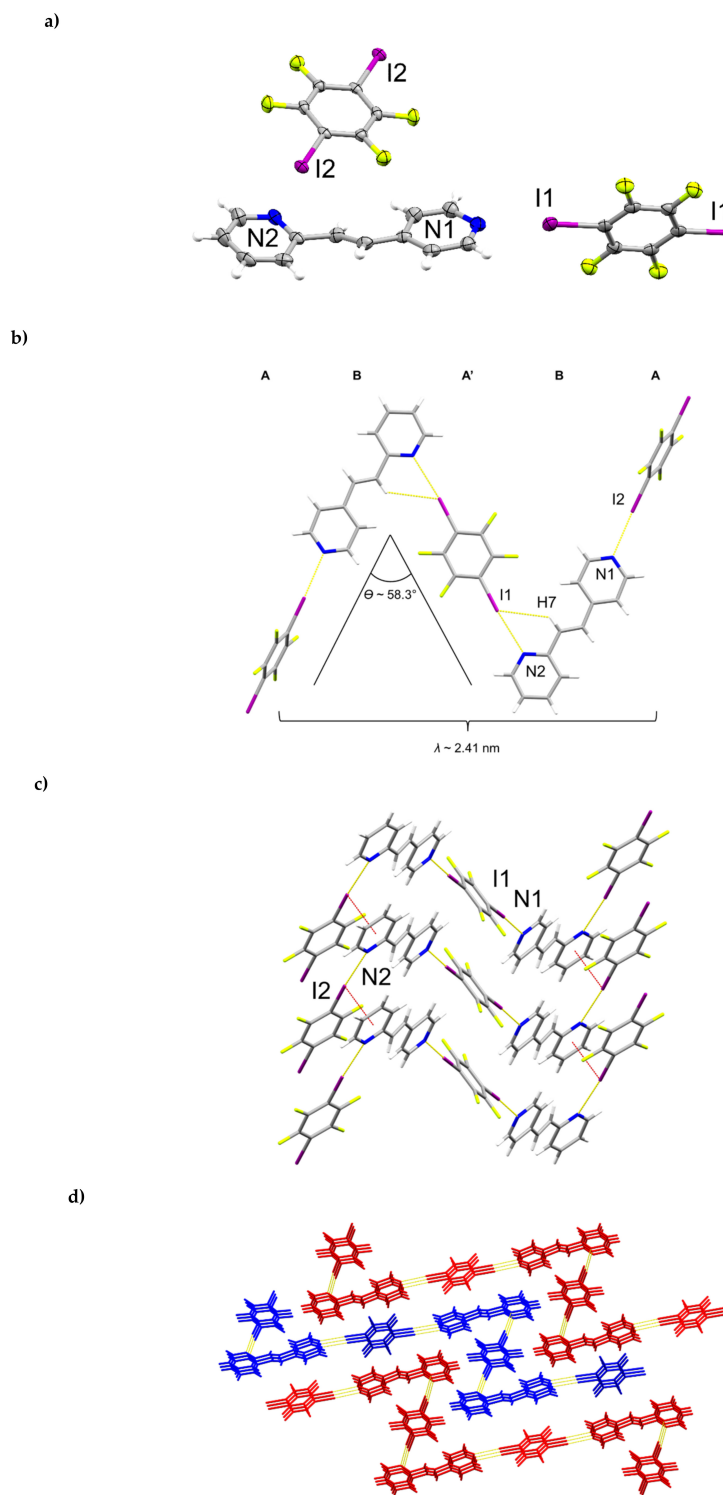 a)
I2
I2
I1
I1
N2
N1
b)
A B A' B A
I2
N1
I1
H7
ϴ ~ 58.3°
N2
λ ~ 2.41 nm
c)
I1
N1
N2
I2
d)